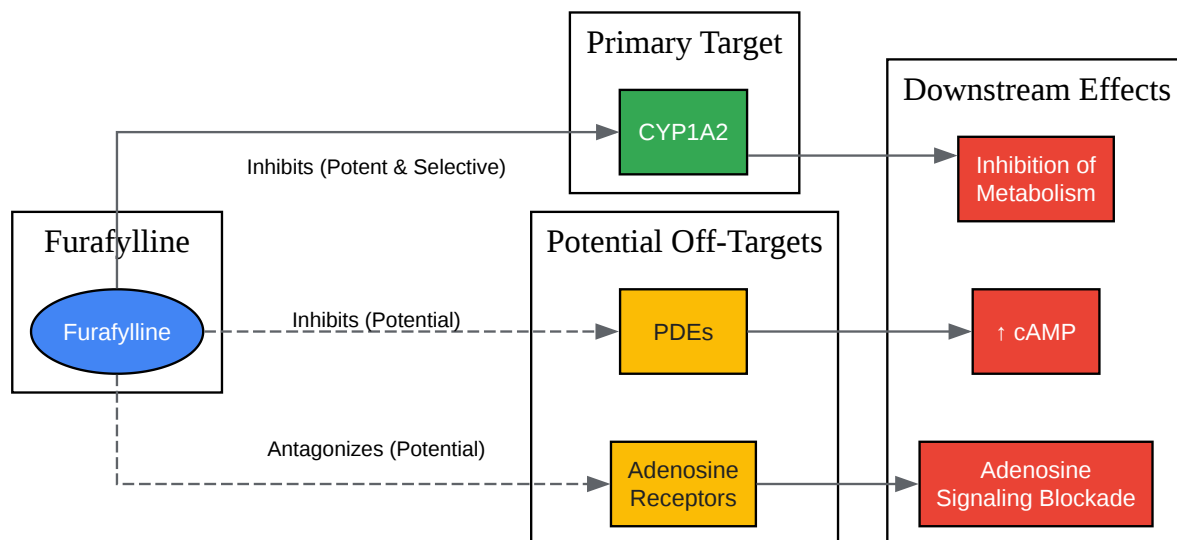 Primary Target
CYP1A2
Downstream Effects
Inhibits (Potent & Selective)
Inhibition of
Metabolism
Furafylline
Furafylline
Potential Off-Targets
Inhibits (Potential)
PDEs
↑ cAMP
Antagonizes (Potential)
Adenosine
Receptors
Adenosine
Signaling Blockade